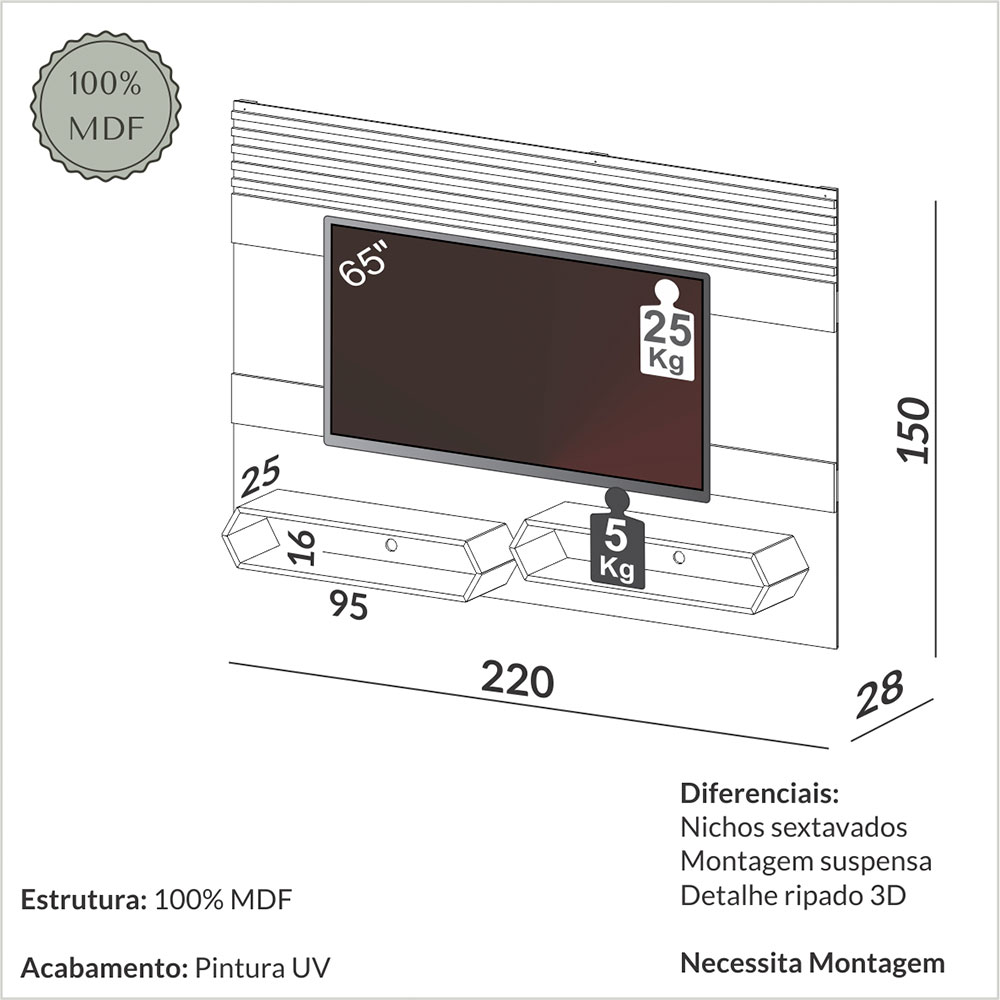 100%
MDF
65"
25
Kg
150
25
16
5
Kg
95
220
28
Diferenciais:
Nichos sextavados
Montagem suspensa
Detalhe ripado 3D
Estrutura: 100% MDF
Acabamento: Pintura UV
Necessita Montagem